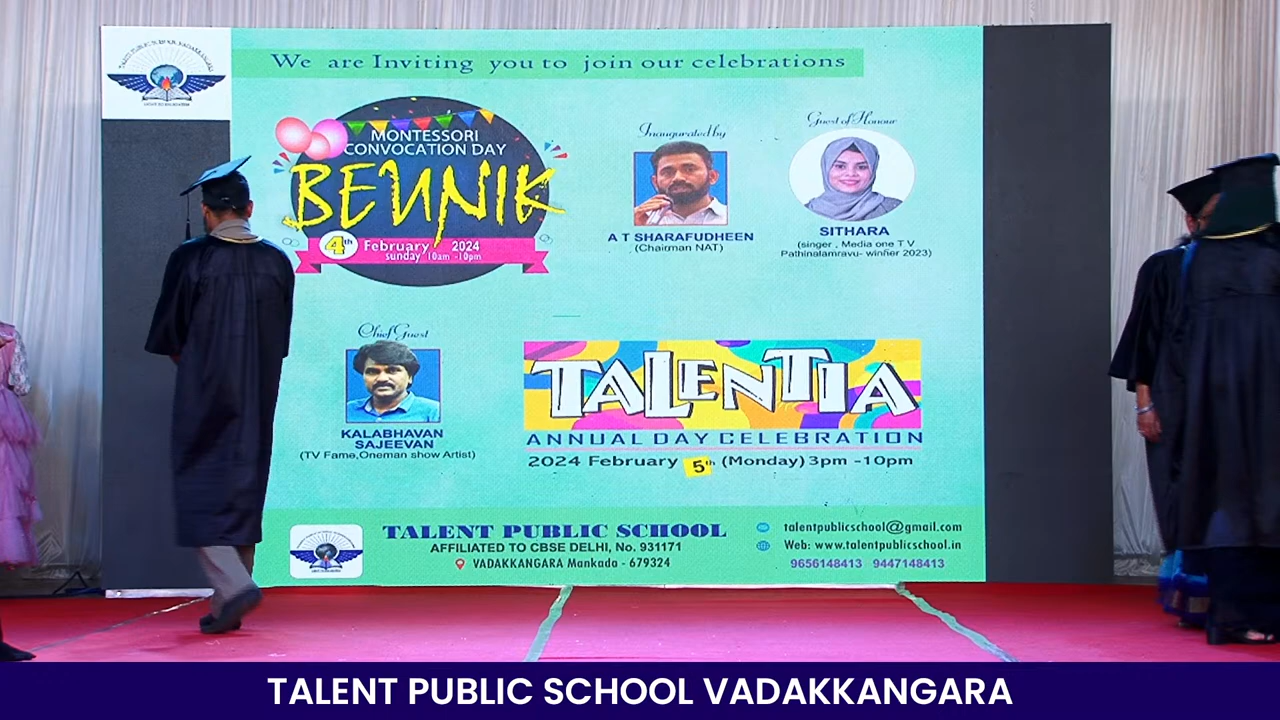 TALENT PUBLIC SCHOOL VADAKKANGARA
We are Inviting you to join our celebrations
MONTESSORI
CONVOCATION DAY
BEUNIK
4th February 2024
sunday 10am -10pm
Inaugurated by
A T SHARAFUDHEEN
(Chairman NAT)
Guest of Honour
SITHARA
(singer , Media one T V
Pathinalamravu- winner 2023)
Chief Guest
KALABHAVAN
SAJEEVAN
(TV Fame,Oneman show Artist)
TALENTIA
ANNUAL DAY CELEBRATION
2024 February 5th (Monday) 3pm -10pm
TALENT PUBLIC SCHOOL
AFFILIATED TO CBSE DELHI, No. 931171
VADAKKANGARA Mankada - 679324
talentpublicschool@gmail.com
Web: www.talentpublicschool.in
9656148413 9447148413
TALENT PUBLIC SCHOOL VADAKKANGARA